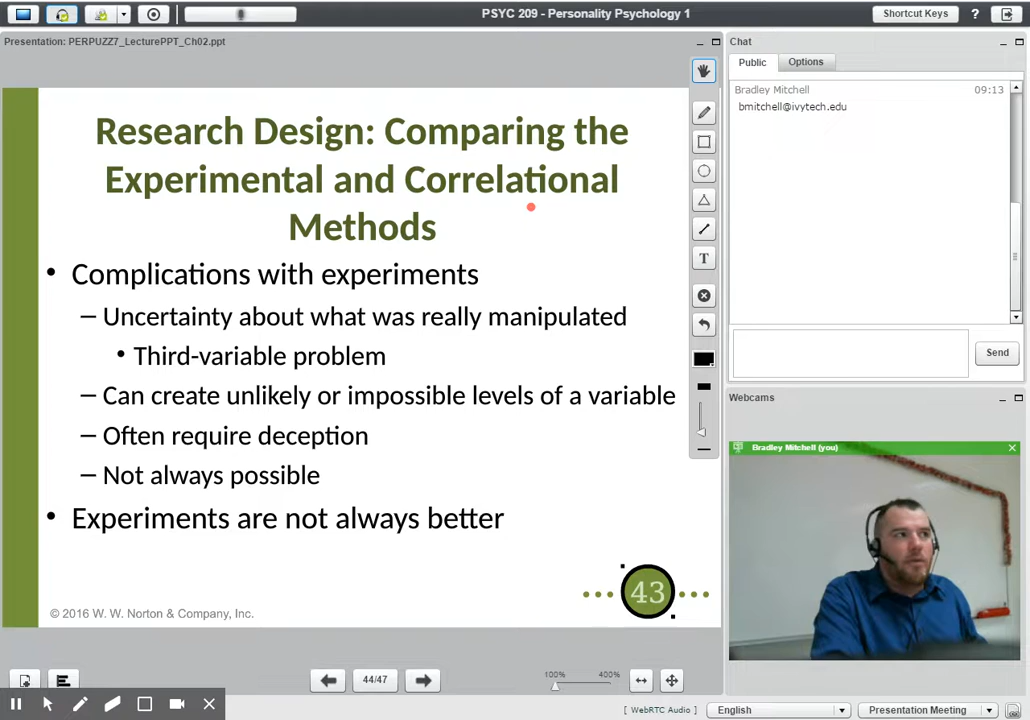 PSYC 209 - Personality Psychology 1
Shortcut Keys
?
Presentation: PERPUZZ7_LecturePPT_Ch02.ppt
Research Design: Comparing the
Experimental and Correlational
Methods
• Complications with experiments
– Uncertainty about what was really manipulated
• Third-variable problem
– Can create unlikely or impossible levels of a variable
– Often require deception
– Not always possible
• Experiments are not always better
43
© 2016 W. W. Norton & Company, Inc.
T
44/47
100%
400%
Chat
Public
Options
Bradley Mitchell
09:13
bmitchell@ivytech.edu
Send
Webcams
Bradley Mitchell (you)
[ WebRTC Audio ]
English
Presentation Meeting